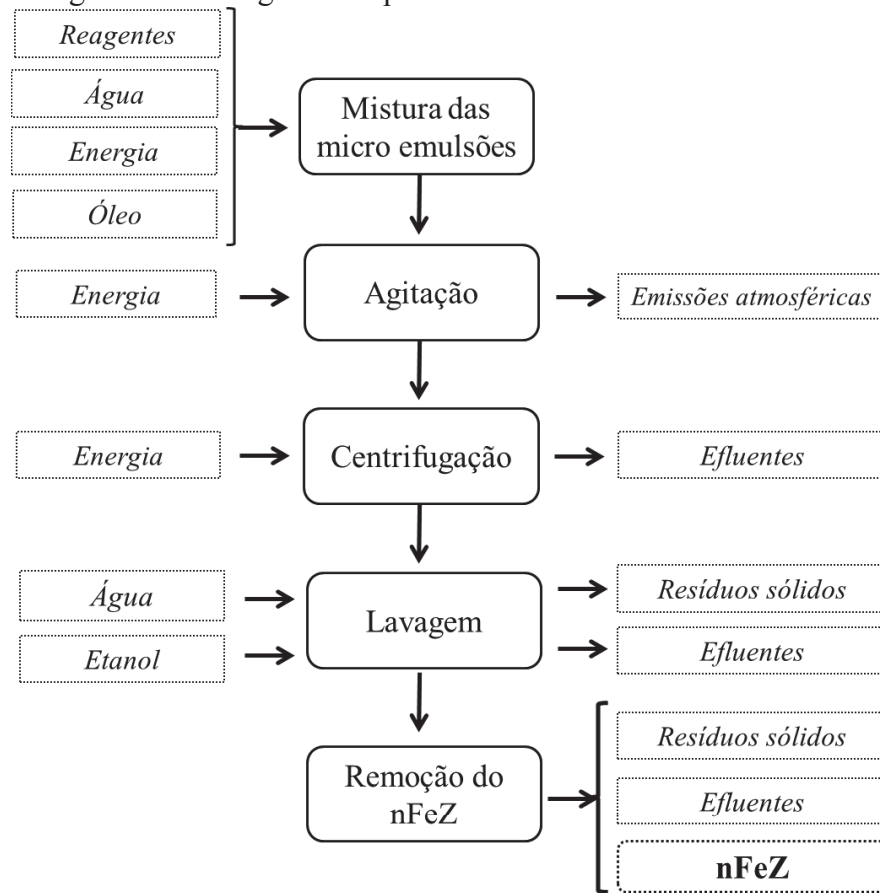 Reagentes
Água
Energia
Óleo
Mistura das
micro emulsões
Energia
Agitação
Emissões atmosféricas
Energia
Centrifugação
Efluentes
Água
Etanol
Lavagem
Resíduos sólidos
Efluentes
Remoção do
nFeZ
Resíduos sólidos
Efluentes
nFeZ